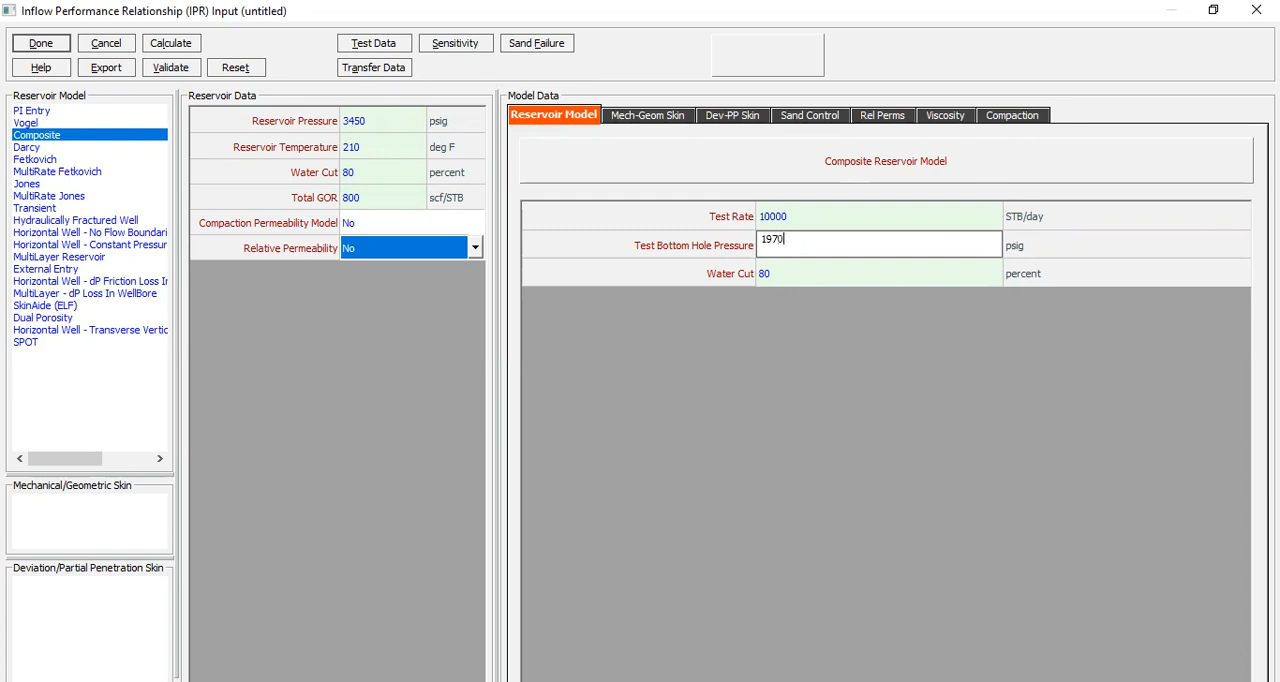 Inflow Performance Relationship (IPR) Input (untitled)
Done Cancel Calculate Test Data Sensitivity Sand Failure
Help Export Validate Reset Transfer Data
Reservoir Model
PI Entry
Vogel
Composite
Darcy
Fetkovich
MultiRate Fetkovich
Jones
MultiRate Jones
Transient
Hydraulically Fractured Well
Horizontal Well - No Flow Boundari
Horizontal Well - Constant Pressur
MultiLayer Reservoir
External Entry
Horizontal Well - dP Friction Loss Ir
MultiLayer - dP Loss In WellBore
SkinAide (ELF)
Dual Porosity
Horizontal Well - Transverse Vertic
SPOT
Mechanical/Geometric Skin
Deviation/Partial Penetration Skin
Reservoir Data
Reservoir Pressure 3450 psig
Reservoir Temperature 210 deg F
Water Cut 80 percent
Total GOR 800 scf/STB
Compaction Permeability Model No
Relative Permeability No
Model Data
Reservoir Model Mech-Geom Skin Dev-PP Skin Sand Control Rel Perms Viscosity Compaction
Composite Reservoir Model
Test Rate 10000 STB/day
Test Bottom Hole Pressure 1970 psig
Water Cut 80 percent